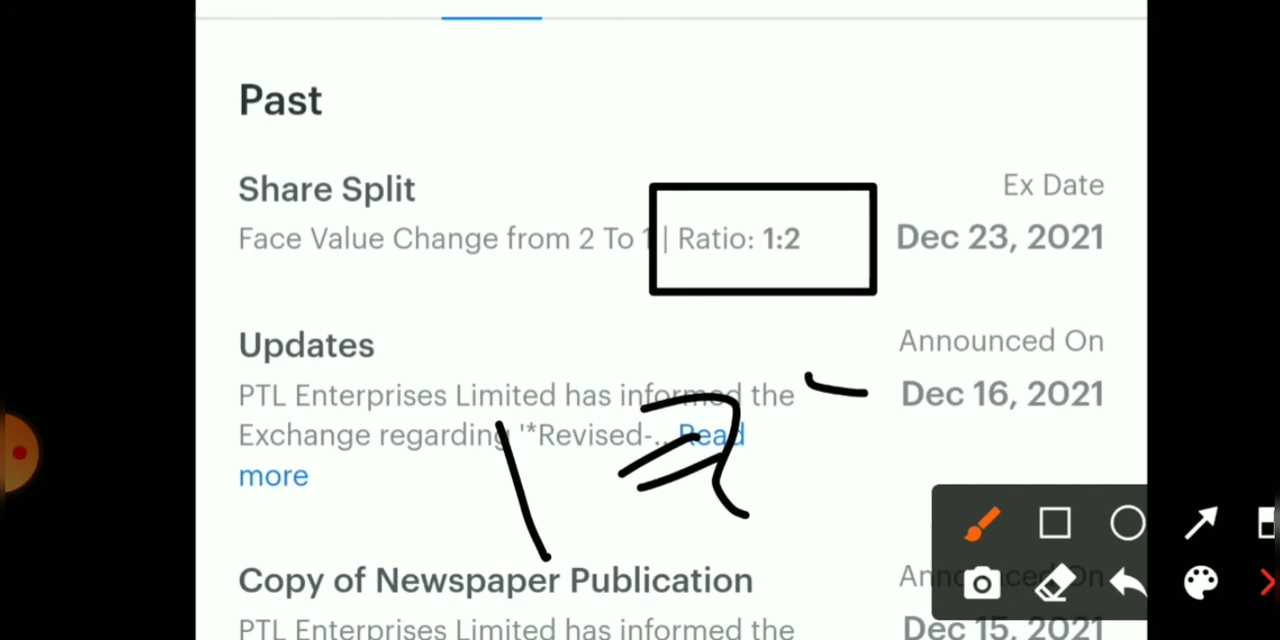 Past
Share Split
Ex Date
Face Value Change from 2 To 1 | Ratio: 1:2
Dec 23, 2021
Updates
Announced On
PTL Enterprises Limited has informed the
Dec 16, 2021
Exchange regarding '*Revised-... Read
more
Copy of Newspaper Publication
Announced On
PTL Enterprises Limited has informed the
Dec 15, 2021